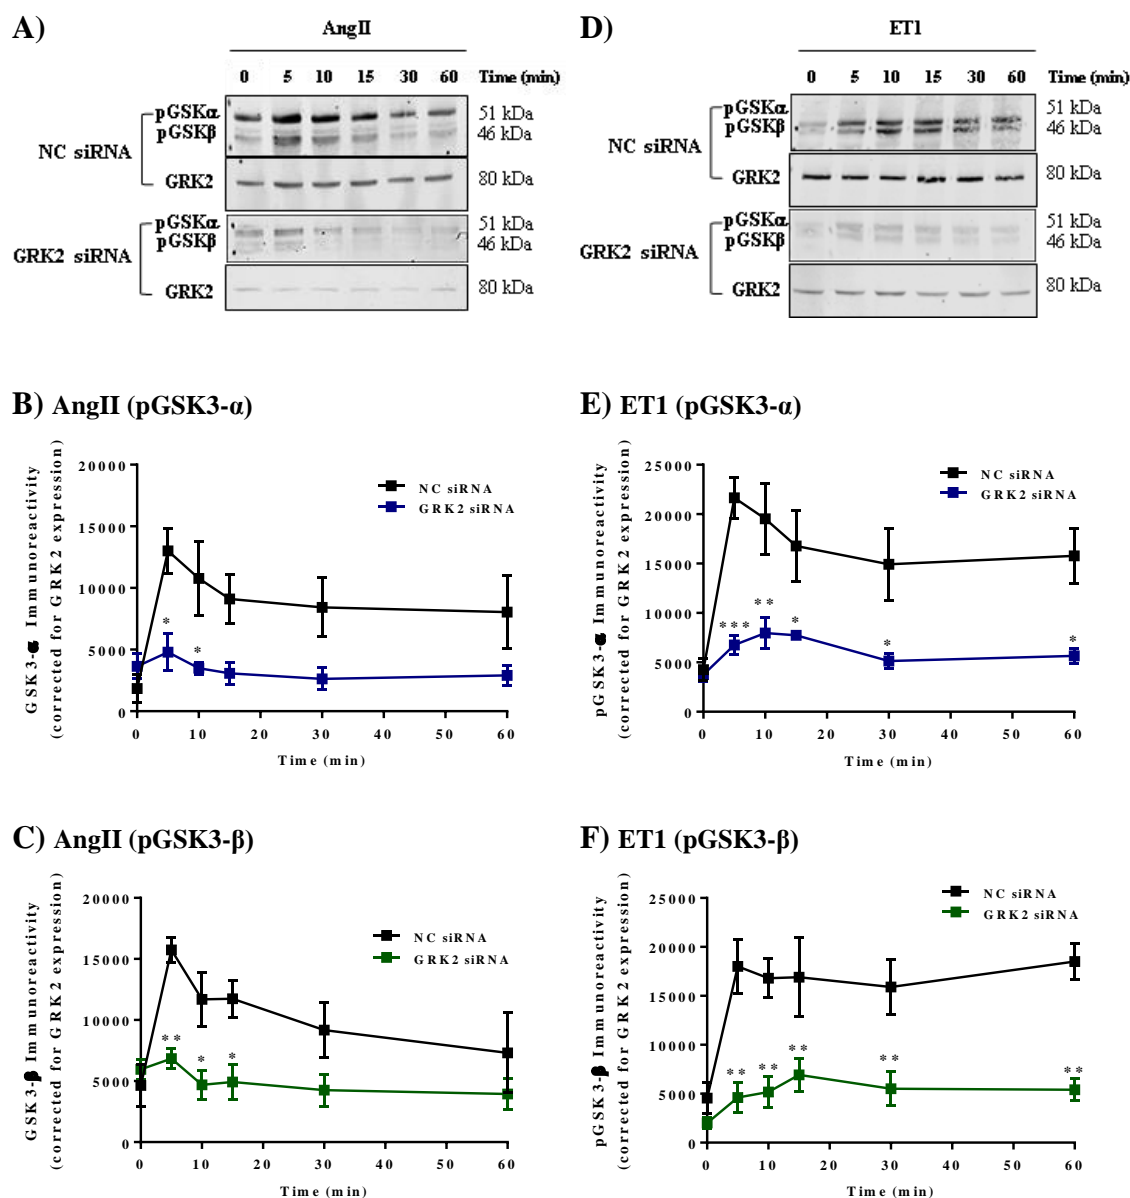 A)
AngII
0 5 10 15 30 60 Time (min)
NC siRNA
pGSKα 51 kDa
pGSKβ 46 kDa
GRK2 80 kDa
GRK2 siRNA
pGSKα 51 kDa
pGSKβ 46 kDa
GRK2 80 kDa
D)
ET1
0 5 10 15 30 60 Time (min)
NC siRNA
pGSKα 51 kDa
pGSKβ 46 kDa
GRK2 80 kDa
GRK2 siRNA
pGSKα 51 kDa
pGSKβ 46 kDa
GRK2 80 kDa
B) AngII (pGSK3-α)
GSK3-α Immunoreactivity
(corrected for GRK2 expression)
20000
15000
10000
5000
0
NC siRNA
GRK2 siRNA
*
*
0 10 20 30 40 50 60
Time (min)
E) ET1 (pGSK3-α)
pGSK3-α Immunoreactivity
(corrected for GRK2 expression)
25000
20000
15000
10000
5000
0
NC siRNA
GRK2 siRNA
***
**
*
*
*
0 10 20 30 40 50 60
Time (min)
C) AngII (pGSK3-β)
GSK3-β Immunoreactivity
(corrected for GRK2 expression)
20000
15000
10000
5000
0
NC siRNA
GRK2 siRNA
**
*
*
0 10 20 30 40 50 60
Time (min)
F) ET1 (pGSK3-β)
pGSK3-β Immunoreactivity
(corrected for GRK2 expression)
25000
20000
15000
10000
5000
0
NC siRNA
GRK2 siRNA
**
**
**
**
**
0 10 20 30 40 50 60
Time (min)